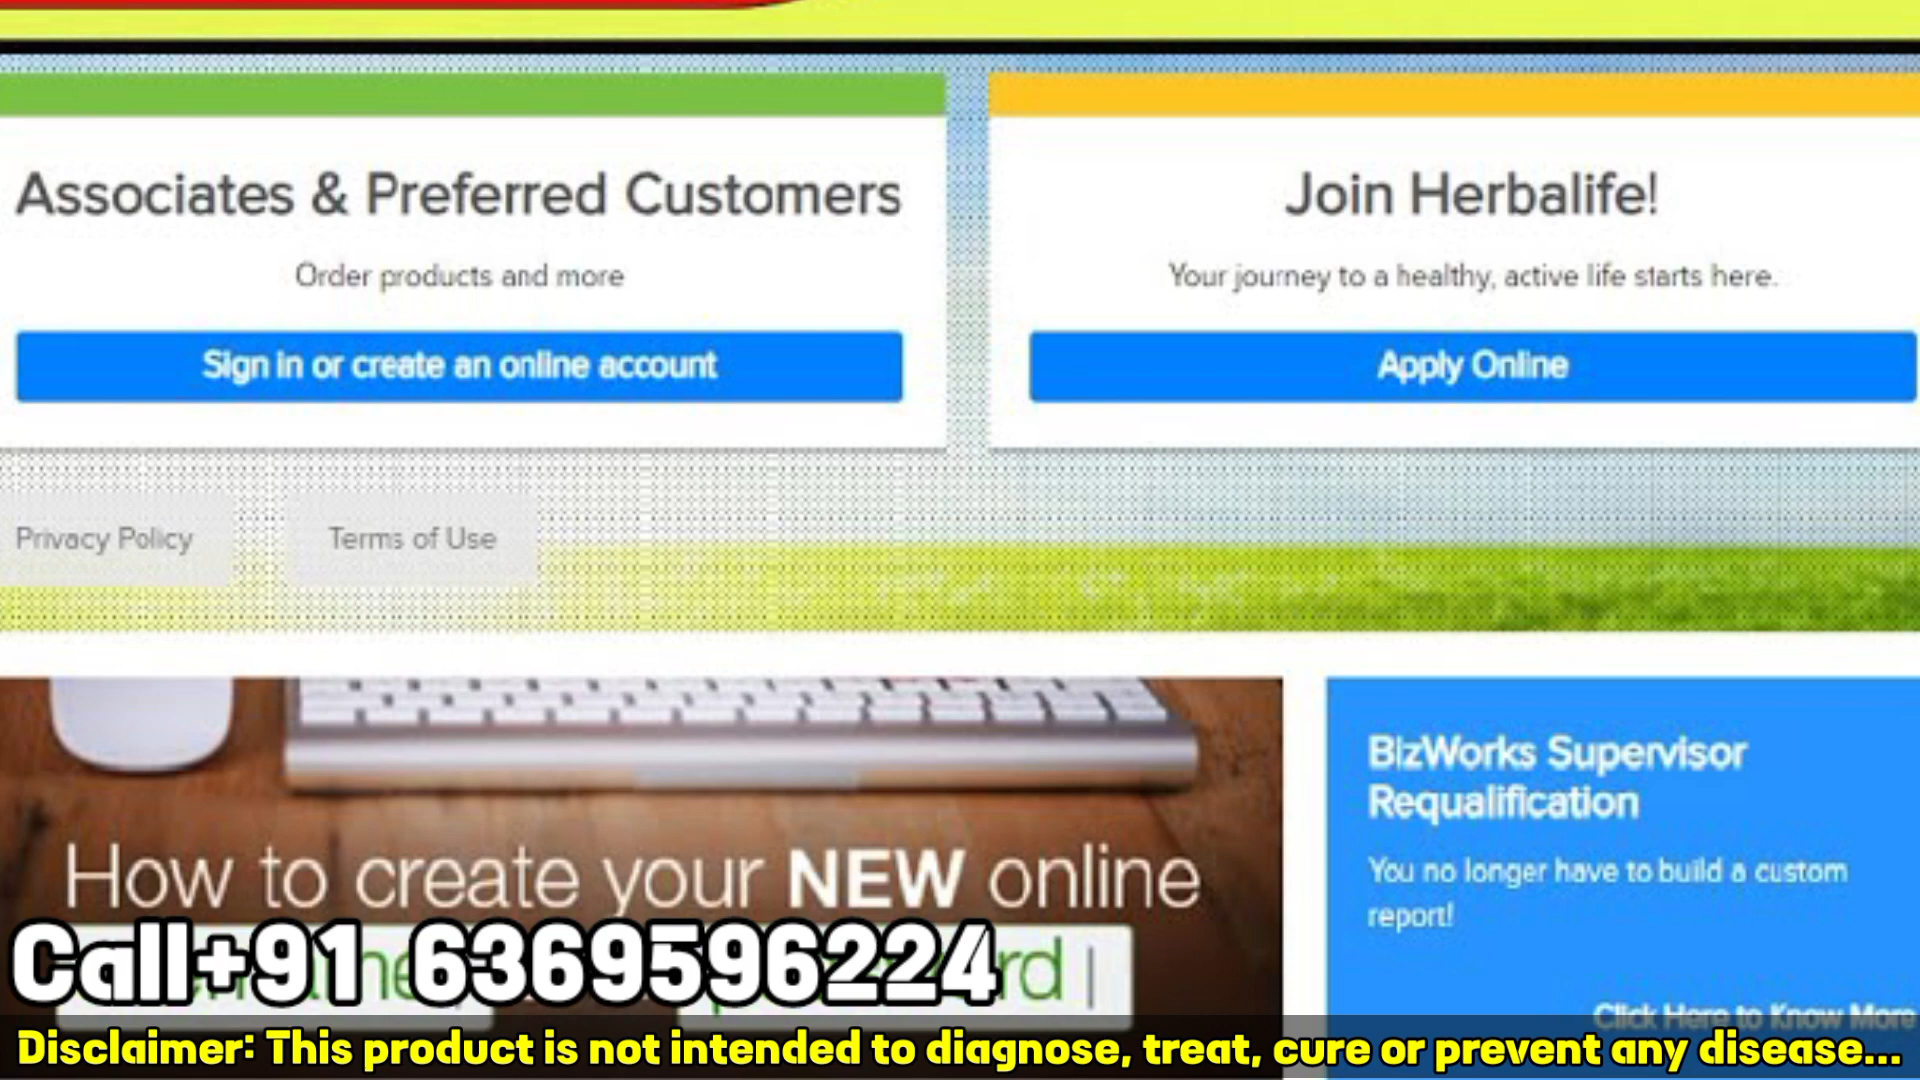 Associates & Preferred Customers
Order products and more
Sign in or create an online account
Join Herbalife!
Your journey to a healthy, active life starts here.
Apply Online
Privacy Policy
Terms of Use
How to create your NEW online
BizWorks Supervisor
Requalification
You no longer have to build a custom
report!
Click Here to Know More
Call+91 6369596224
Disclaimer: This product is not intended to diagnose, treat, cure or prevent any disease...